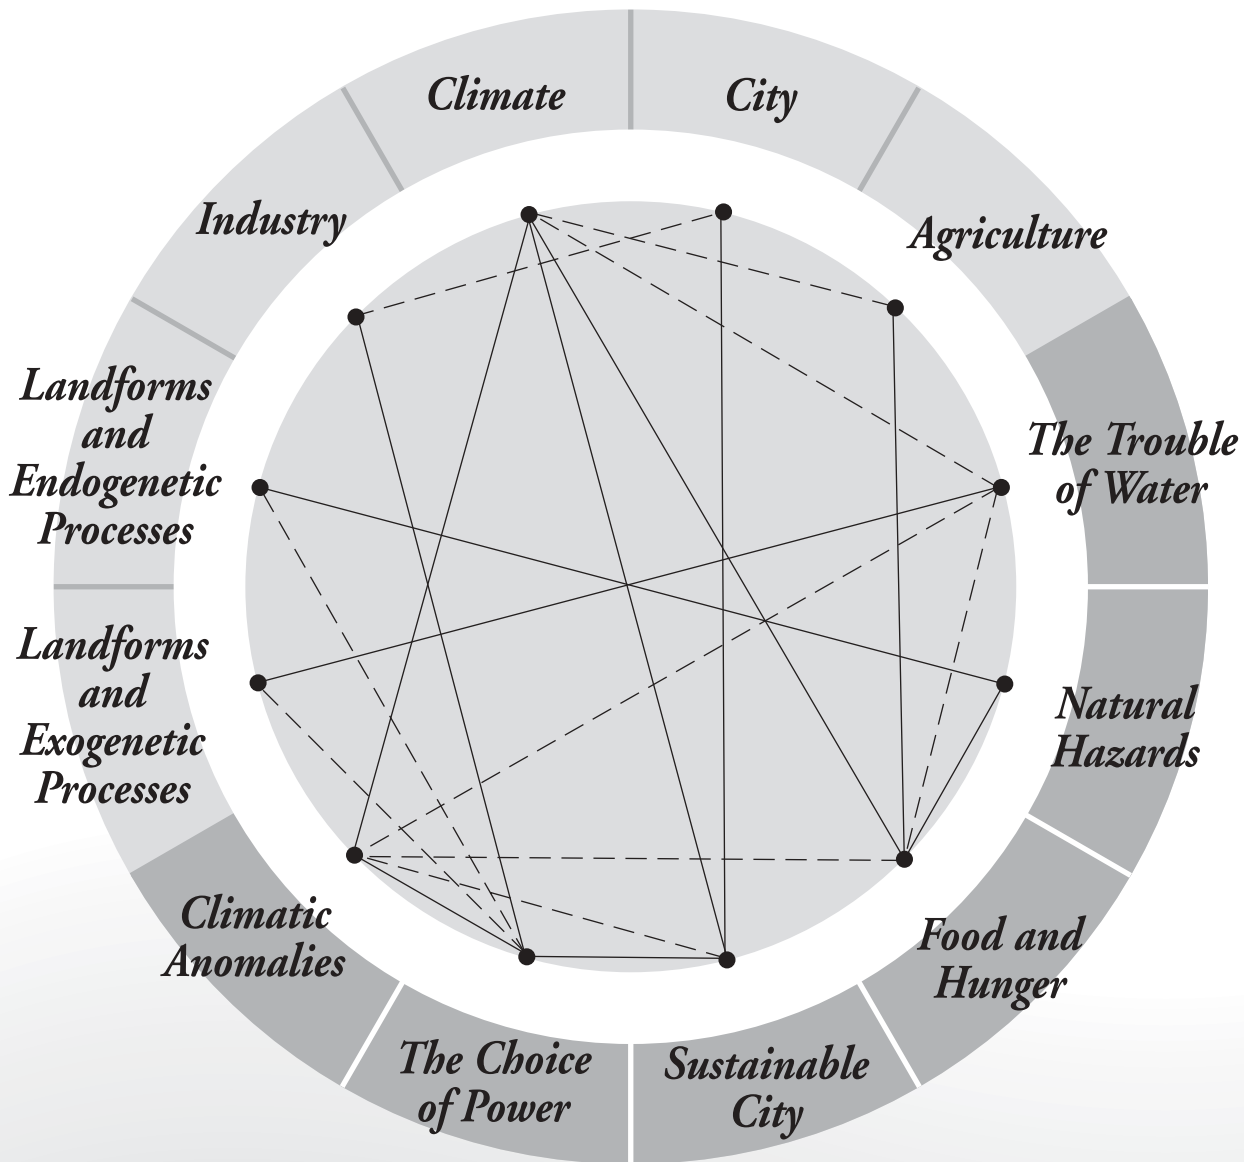 Climate
City
Industry
Agriculture
Landforms
and
Endogenetic
Processes
The Trouble
of Water
Landforms
and
Exogenetic
Processes
Natural
Hazards
Climatic
Anomalies
Food and
Hunger
The Choice
of Power
Sustainable
City